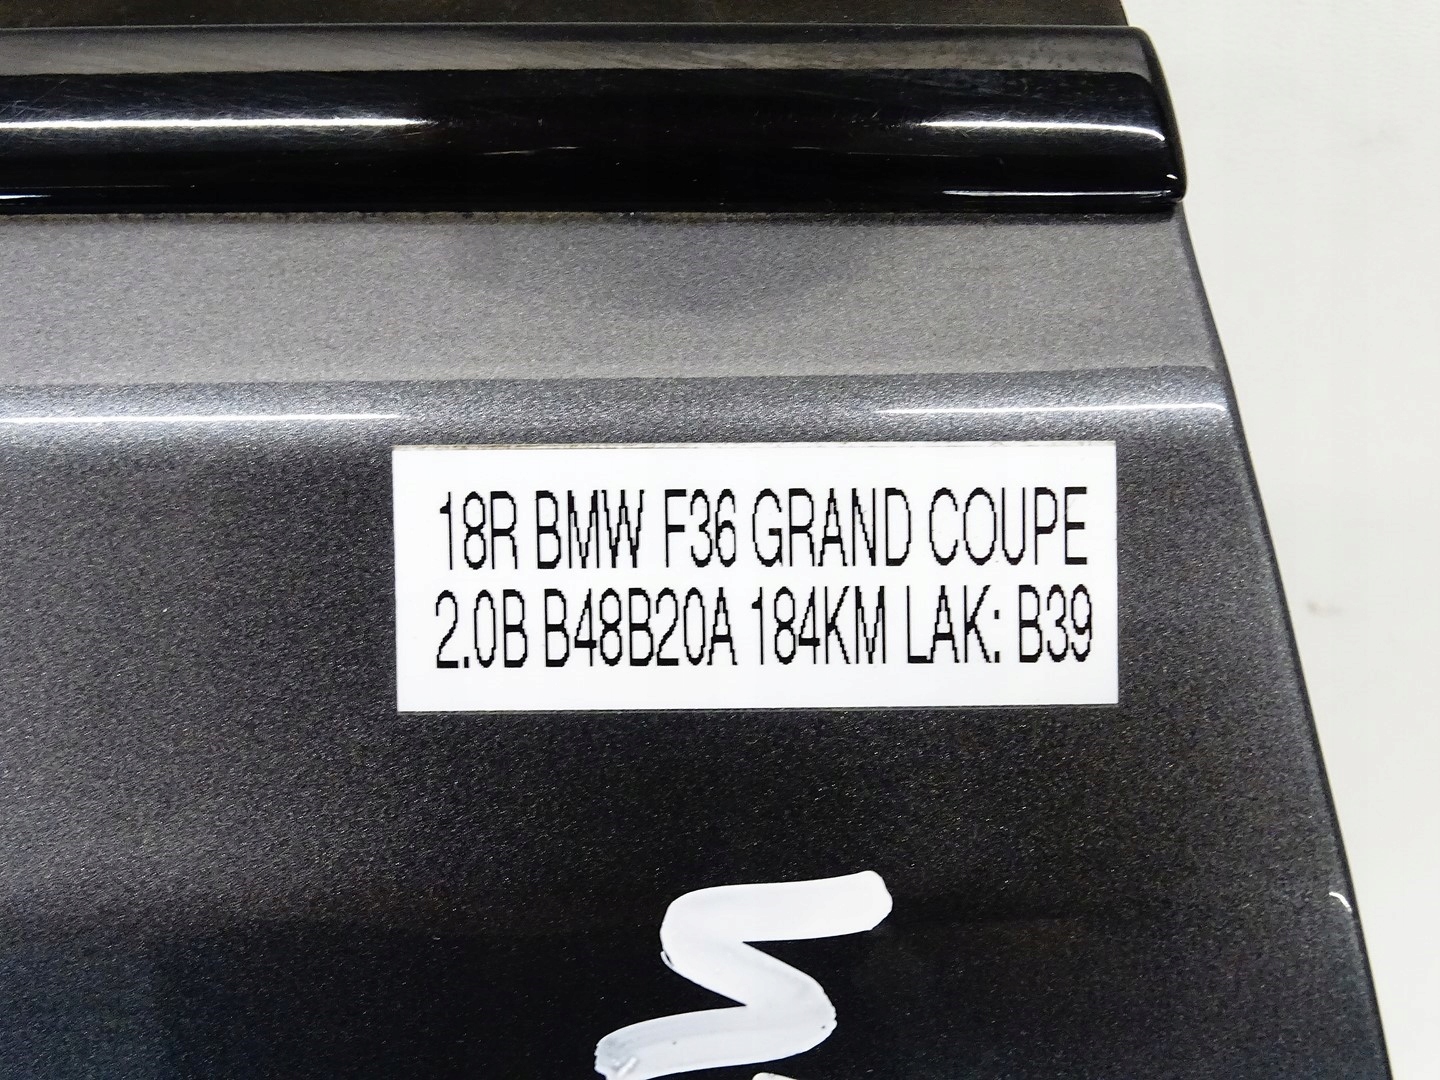 18R BMW F36 GRAND COUPE
2.0B B48B20A 184KM LAK: B39